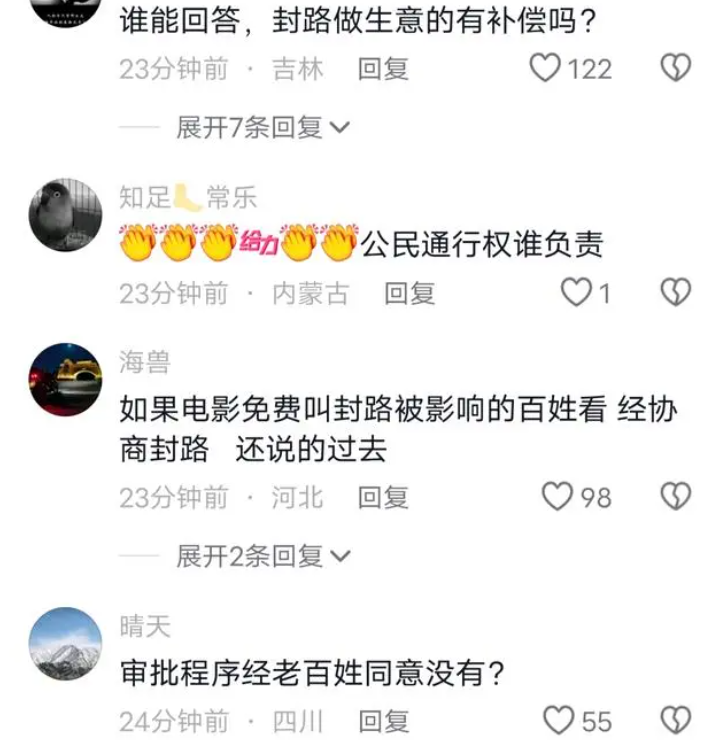 谁能回答，封路做生意的有补偿吗？
23分钟前 · 吉林 回复 122
展开7条回复
知足🦶常乐
👏👏👏给力👏👏公民通行权谁负责
23分钟前 · 内蒙古 回复 1
海兽
如果电影免费叫封路被影响的百姓看 经协
商封路 还说的过去
23分钟前 · 河北 回复 98
展开2条回复
晴天
审批程序经老百姓同意没有？
24分钟前 · 四川 回复 55